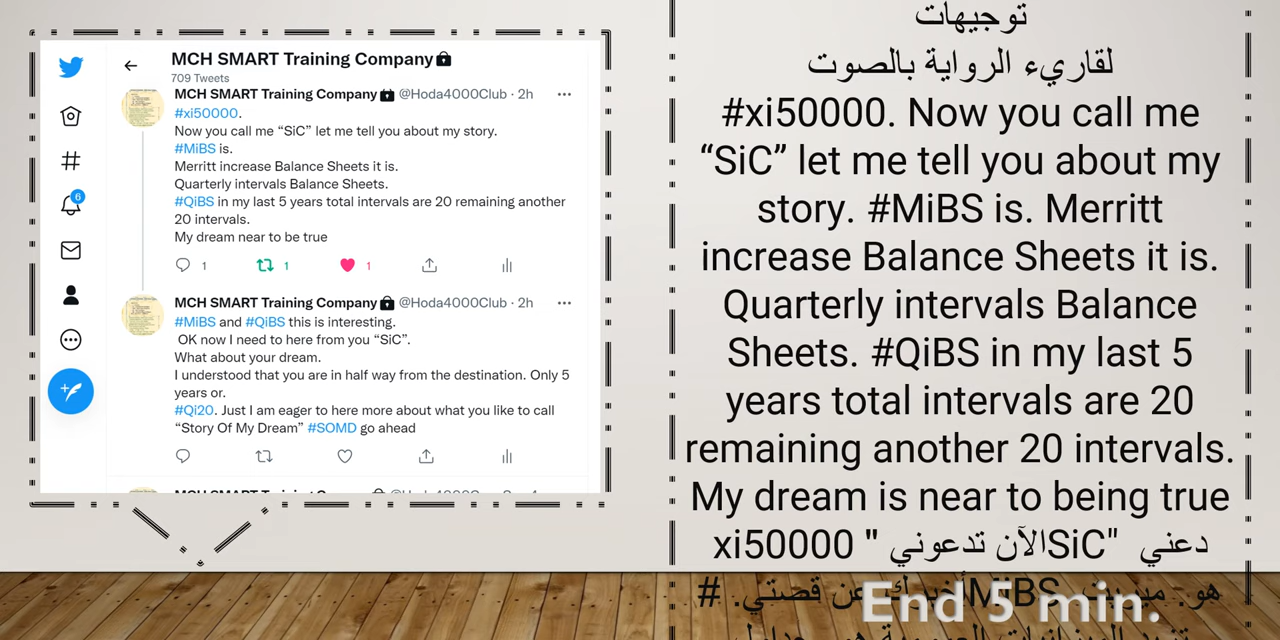 MCH SMART Training Company
709 Tweets
MCH SMART Training Company @Hoda4000Club · 2h
#xi50000.
Now you call me “SiC” let me tell you about my story.
#MiBS is.
Merritt increase Balance Sheets it is.
Quarterly intervals Balance Sheets.
#QiBS in my last 5 years total intervals are 20 remaining another
20 intervals.
My dream near to be true
1 1 1
MCH SMART Training Company @Hoda4000Club · 2h
#MiBS and #QiBS this is interesting.
OK now I need to here from you “SiC”.
What about your dream.
I understood that you are in half way from the destination. Only 5
years or.
#Qi20. Just I am eager to here more about what you like to call
“Story Of My Dream” #SOMD go ahead
6
توجيهات
لقاريء الرواية بالصوت
#xi50000. Now you call me
“SiC” let me tell you about my
story. #MiBS is. Merritt
increase Balance Sheets it is.
Quarterly intervals Balance
Sheets. #QiBS in my last 5
years total intervals are 20
remaining another 20 intervals.
My dream is near to being true
xi50000 " الآن تدعوني SiC" دعني
# أخبرك عن قصتي. MiBS هو.
End 5 min.